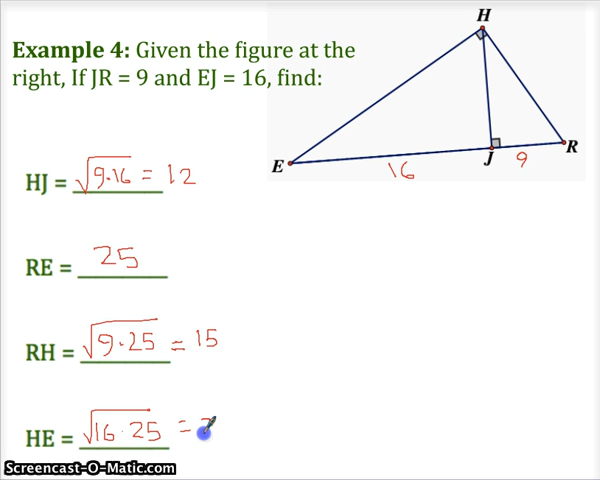 Example 4: Given the figure at the
right, If JR = 9 and EJ = 16, find:
H
E
J
R
16
9
HJ = √9·16 = 12
RE = 25
RH = √9·25 = 15
HE = √16·25 =
Screencast-O-Matic.com